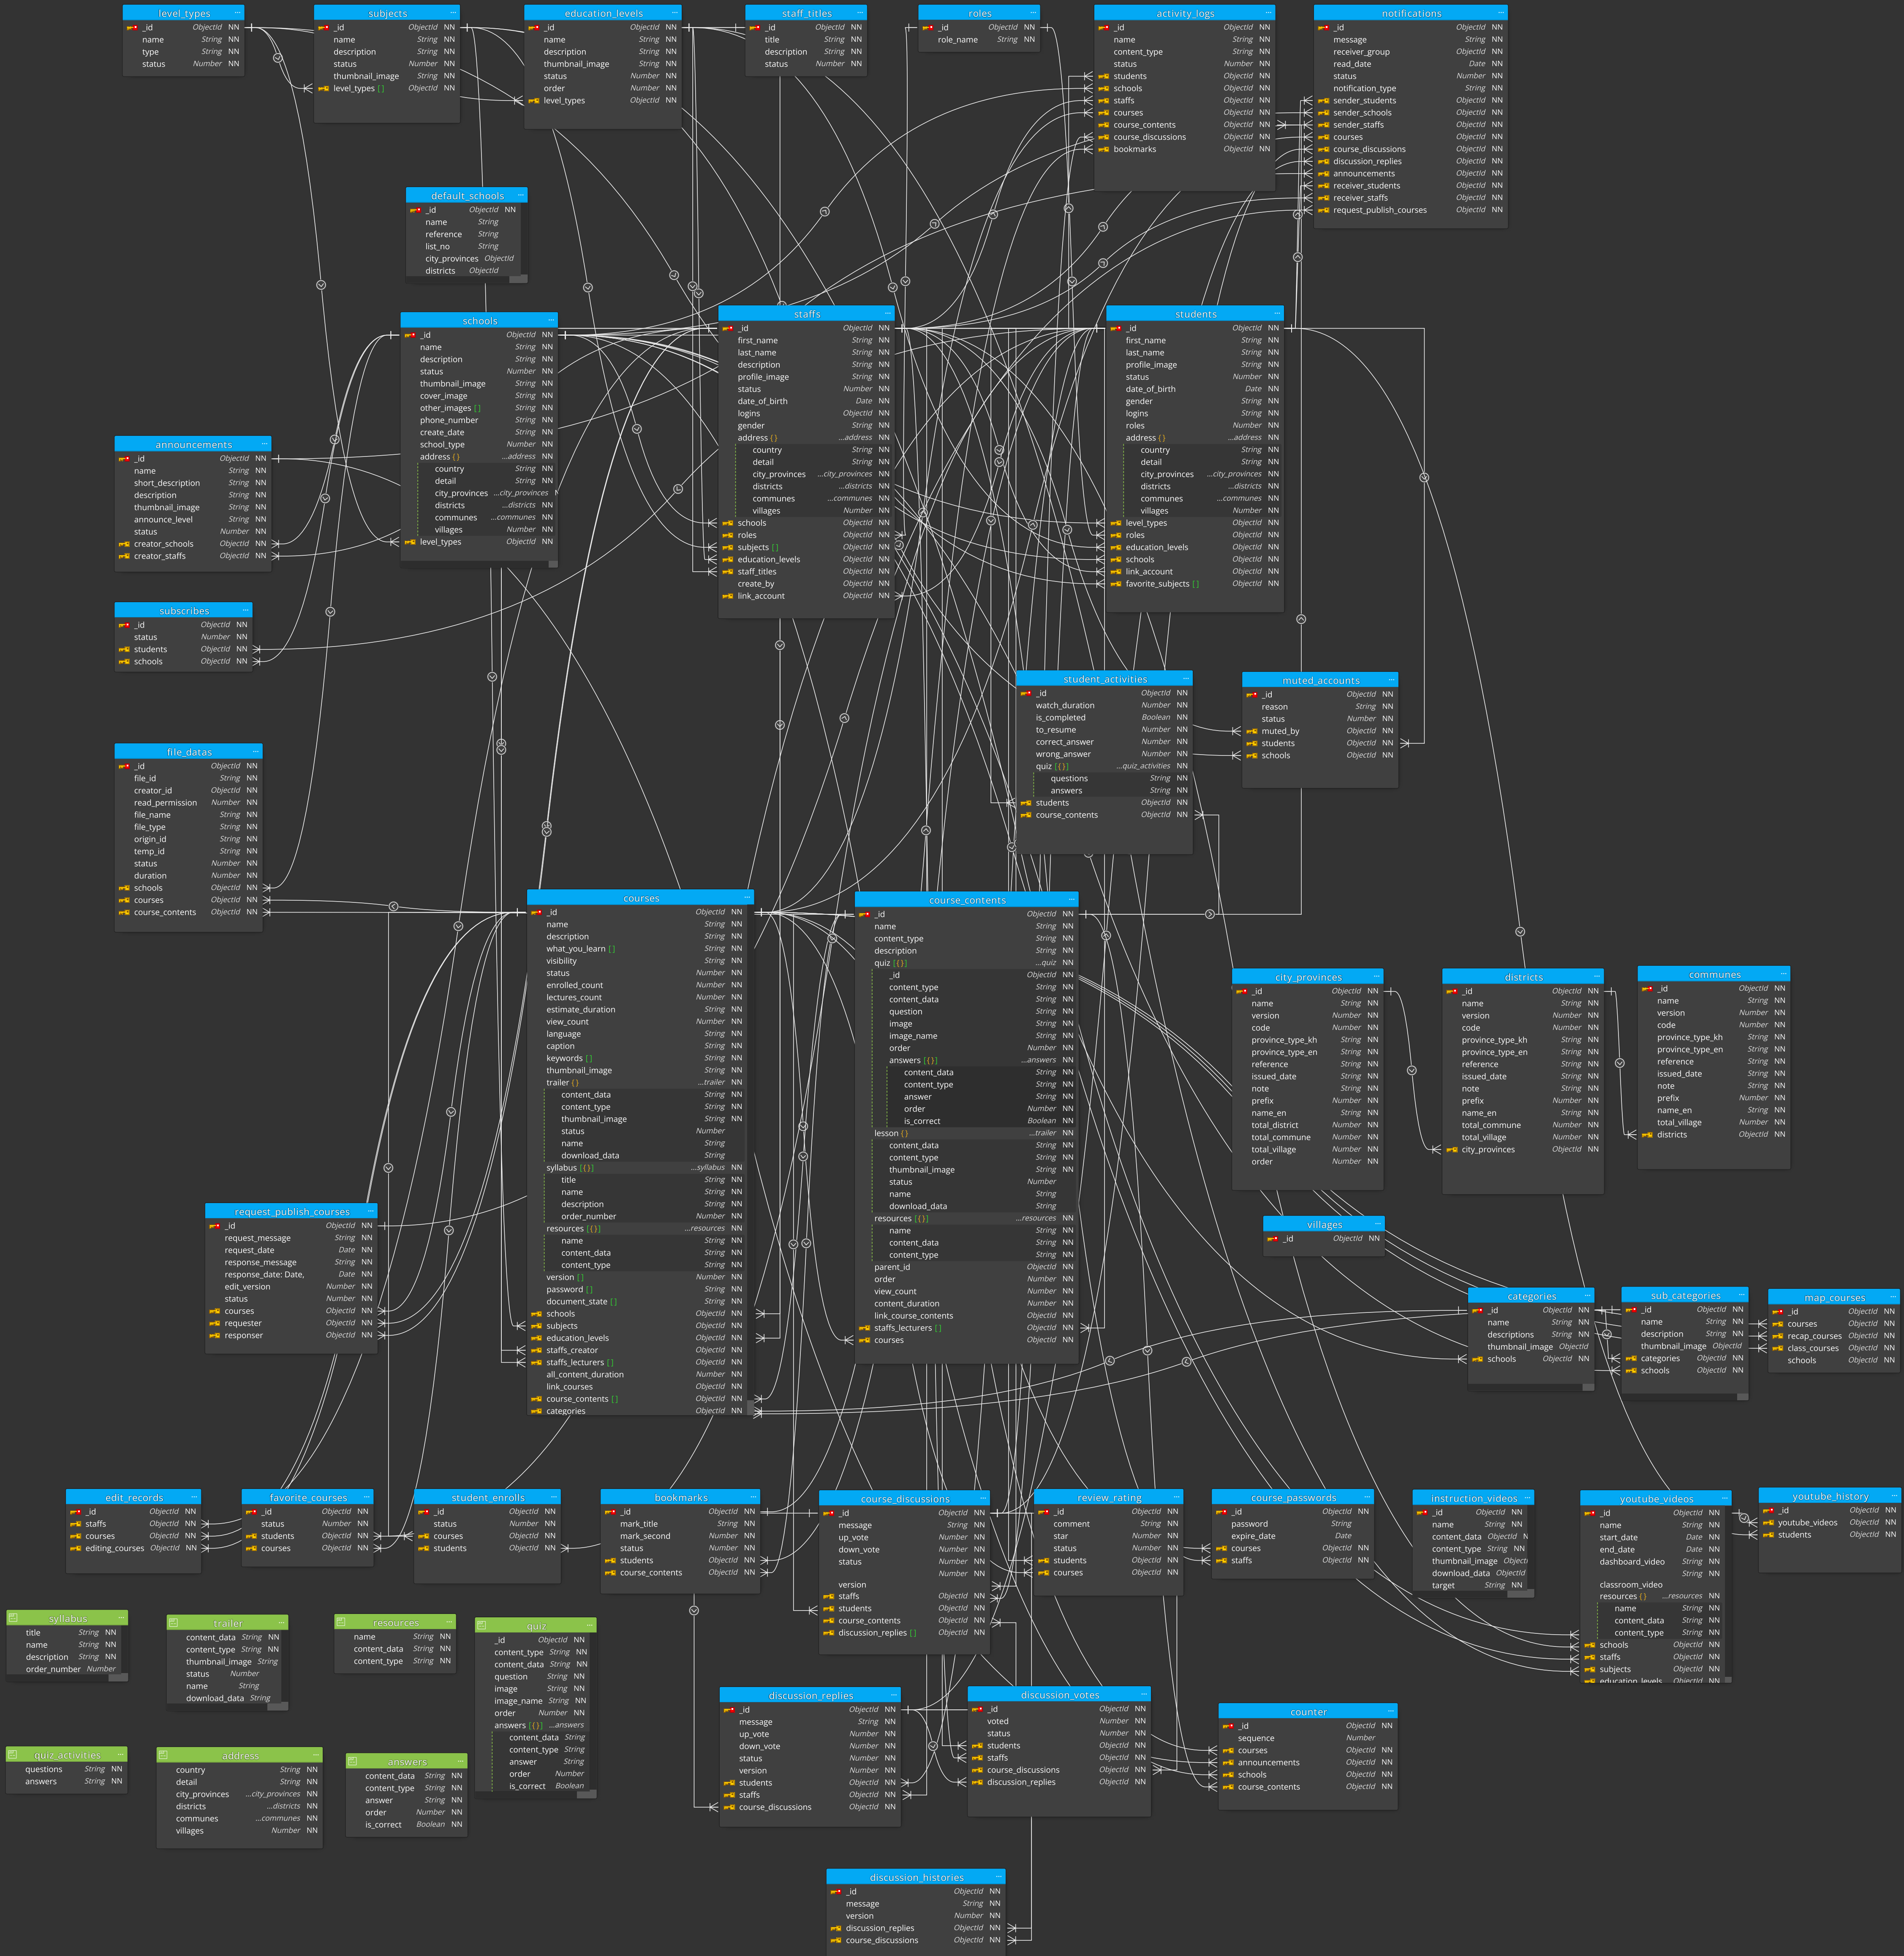 level_types
_id ObjectId NN
name String NN
type String NN
status Number NN
subjects
_id ObjectId NN
name String NN
description String NN
status Number NN
thumbnail_image String NN
level_types [ ] ObjectId NN
education_levels
_id ObjectId NN
name String NN
description String NN
thumbnail_image String NN
status Number NN
order Number NN
level_types ObjectId NN
staff_titles
_id ObjectId NN
title String NN
description String NN
status Number NN
roles
_id ObjectId NN
role_name String NN
activity_logs
_id ObjectId NN
name String NN
content_type String NN
status Number NN
students ObjectId NN
schools ObjectId NN
staffs ObjectId NN
courses ObjectId NN
course_contents ObjectId NN
course_discussions ObjectId NN
bookmarks ObjectId NN
notifications
_id ObjectId NN
message String NN
receiver_group ObjectId NN
read_date Date NN
status Number NN
notification_type String NN
sender_students ObjectId NN
sender_schools ObjectId NN
sender_staffs ObjectId NN
courses ObjectId NN
course_discussions ObjectId NN
discussion_replies ObjectId NN
announcements ObjectId NN
receiver_students ObjectId NN
receiver_staffs ObjectId NN
request_publish_courses ObjectId NN
default_schools
_id ObjectId NN
name String
reference String
list_no String
city_provinces ObjectId
districts ObjectId
schools
_id ObjectId NN
name String NN
description String NN
status Number NN
thumbnail_image String NN
cover_image String NN
other_images [ ] String NN
phone_number String NN
create_date String NN
school_type Number NN
address { } ...address NN
country String NN
detail String NN
city_provinces ...city_provinces
districts ...districts NN
communes ...communes NN
villages Number NN
level_types ObjectId NN
staffs
_id ObjectId NN
first_name String NN
last_name String NN
description String NN
profile_image String NN
status Number NN
date_of_birth Date NN
logins ObjectId NN
gender String NN
address { } ...address NN
country String NN
detail String NN
city_provinces ...city_provinces NN
districts ...districts NN
communes ...communes NN
villages Number NN
schools ObjectId NN
roles ObjectId NN
subjects [ ] ObjectId NN
education_levels ObjectId NN
staff_titles ObjectId NN
create_by ObjectId NN
link_account ObjectId NN
students
_id ObjectId NN
first_name String NN
last_name String NN
profile_image String NN
status Number NN
date_of_birth Date NN
gender String NN
logins String NN
roles Number NN
address { } ...address NN
country String NN
detail String NN
city_provinces ...city_provinces NN
districts ...districts NN
communes ...communes NN
villages Number NN
level_types ObjectId NN
roles ObjectId NN
education_levels ObjectId NN
schools ObjectId NN
link_account ObjectId NN
favorite_subjects [ ] ObjectId NN
announcements
_id ObjectId NN
name String NN
short_description String NN
description String NN
thumbnail_image String NN
announce_level String NN
status Number NN
creator_schools ObjectId NN
creator_staffs ObjectId NN
subscribes
_id ObjectId NN
status Number NN
students ObjectId NN
schools ObjectId NN
student_activities
_id ObjectId NN
watch_duration Number NN
is_completed Boolean NN
to_resume Number NN
correct_answer Number NN
wrong_answer Number NN
quiz [{ }] ...quiz_activities NN
questions String NN
answers String NN
students ObjectId NN
course_contents ObjectId NN
muted_accounts
_id ObjectId NN
reason String NN
status Number NN
muted_by ObjectId NN
students ObjectId NN
schools ObjectId NN
file_datas
_id ObjectId NN
file_id String NN
creator_id ObjectId NN
read_permission Number NN
file_name String NN
file_type String NN
origin_id String NN
temp_id String NN
status Number NN
duration Number NN
schools ObjectId NN
courses ObjectId NN
course_contents ObjectId NN
courses
_id ObjectId NN
name String NN
description String NN
what_you_learn [ ] String NN
visibility String NN
status Number NN
enrolled_count Number NN
lectures_count Number NN
estimate_duration String NN
view_count Number NN
language String NN
caption String NN
keywords [ ] String NN
thumbnail_image String NN
trailer { } ...trailer NN
content_data String NN
content_type String NN
thumbnail_image String NN
status Number
name String
download_data String
syllabus [{ }] ...syllabus NN
title String NN
name String NN
description String NN
order_number Number NN
resources [{ }] ...resources NN
name String NN
content_data String NN
content_type String NN
version [ ] Number NN
password [ ] String NN
document_state [ ] String NN
schools ObjectId NN
subjects ObjectId NN
education_levels ObjectId NN
staffs_creator ObjectId NN
staffs_lecturers [ ] ObjectId NN
all_content_duration Number NN
link_courses ObjectId NN
course_contents [ ] ObjectId NN
categories ObjectId NN
course_contents
_id ObjectId NN
name String NN
content_type String NN
description String NN
quiz [{ }] ...quiz NN
_id ObjectId NN
content_type String NN
content_data String NN
question String NN
image String NN
image_name String NN
order Number NN
answers [{ }] ...answers NN
content_data String NN
content_type String NN
answer String NN
order Number NN
is_correct Boolean NN
lesson { } ...trailer NN
content_data String NN
content_type String NN
thumbnail_image String NN
status Number
name String
download_data String
resources [{ }] ...resources NN
name String NN
content_data String NN
content_type String NN
parent_id ObjectId NN
order Number NN
view_count Number NN
content_duration Number NN
link_course_contents ObjectId NN
staffs_lecturers [ ] ObjectId NN
courses ObjectId NN
city_provinces
_id ObjectId NN
name String NN
version Number NN
code Number NN
province_type_kh String NN
province_type_en String NN
reference String NN
issued_date String NN
note String NN
prefix Number NN
name_en String NN
total_district Number NN
total_commune Number NN
total_village Number NN
order Number NN
districts
_id ObjectId NN
name String NN
version Number NN
code Number NN
province_type_kh String NN
province_type_en String NN
reference String NN
issued_date String NN
note String NN
prefix Number NN
name_en String NN
total_commune Number NN
total_village Number NN
city_provinces ObjectId NN
communes
_id ObjectId NN
name String NN
version Number NN
code Number NN
province_type_kh String NN
province_type_en String NN
reference String NN
issued_date String NN
note String NN
prefix Number NN
name_en String NN
total_village Number NN
districts ObjectId NN
request_publish_courses
_id ObjectId NN
request_message String NN
request_date Date NN
response_message String NN
response_date: Date, Date NN
edit_version Number NN
status Number NN
courses ObjectId NN
requester ObjectId NN
responser ObjectId NN
villages
_id ObjectId NN
categories
_id ObjectId NN
name String NN
descriptions String NN
thumbnail_image ObjectId
schools ObjectId NN
sub_categories
_id ObjectId NN
name String NN
description String NN
thumbnail_image ObjectId
categories ObjectId NN
schools ObjectId NN
map_courses
_id ObjectId NN
courses ObjectId NN
recap_courses ObjectId NN
class_courses ObjectId NN
schools ObjectId NN
edit_records
_id ObjectId NN
staffs ObjectId NN
courses ObjectId NN
editing_courses ObjectId NN
favorite_courses
_id ObjectId NN
status Number NN
students ObjectId NN
courses ObjectId NN
student_enrolls
_id ObjectId NN
status Number NN
courses ObjectId NN
students ObjectId NN
bookmarks
_id ObjectId NN
mark_title String NN
mark_second Number NN
status Number NN
students ObjectId NN
course_contents ObjectId NN
course_discussions
_id ObjectId NN
message String NN
up_vote Number NN
down_vote Number NN
status Number NN
Number NN
version
staffs ObjectId NN
students ObjectId NN
course_contents ObjectId NN
discussion_replies [ ] ObjectId NN
review_rating
_id ObjectId NN
comment String NN
star Number NN
status Number NN
students ObjectId NN
courses ObjectId NN
course_passwords
_id ObjectId NN
password String
expire_date Date
courses ObjectId NN
staffs ObjectId NN
instruction_videos
_id ObjectId NN
name String NN
content_data ObjectId
content_type String NN
thumbnail_image
download_data ObjectId
target String NN
youtube_videos
_id ObjectId NN
name String NN
start_date Date NN
end_date Date NN
dashboard_video String NN
String NN
classroom_video
resources { } ...resources NN
name String NN
content_data String NN
content_type String NN
schools ObjectId NN
staffs ObjectId NN
subjects ObjectId NN
education_levels ObjectId NN
youtube_history
_id ObjectId NN
youtube_videos ObjectId NN
students ObjectId NN
syllabus
title String NN
name String NN
description String NN
order_number Number
trailer
content_data String NN
content_type String NN
thumbnail_image String
status Number
name String
download_data String
resources
name String NN
content_data String NN
content_type String NN
quiz
_id ObjectId NN
content_type String NN
content_data String NN
question String NN
image String NN
image_name String NN
order Number NN
answers [{ }] ...answers
content_data String
content_type String
answer String
order Number
is_correct Boolean
quiz_activities
questions String NN
answers String NN
address
country String NN
detail String NN
city_provinces ...city_provinces NN
districts ...districts NN
communes ...communes NN
villages Number NN
answers
content_data String NN
content_type String NN
answer String NN
order Number NN
is_correct Boolean NN
discussion_replies
_id ObjectId NN
message String NN
up_vote Number NN
down_vote Number NN
status Number NN
version Number NN
students ObjectId NN
staffs ObjectId NN
course_discussions ObjectId NN
discussion_votes
_id ObjectId NN
voted Number NN
status Number NN
students ObjectId NN
staffs ObjectId NN
course_discussions ObjectId NN
discussion_replies ObjectId NN
counter
_id ObjectId NN
sequence Number
courses ObjectId NN
announcements ObjectId NN
schools ObjectId NN
course_contents ObjectId NN
discussion_histories
_id ObjectId NN
message String NN
version Number NN
discussion_replies ObjectId NN
course_discussions ObjectId NN